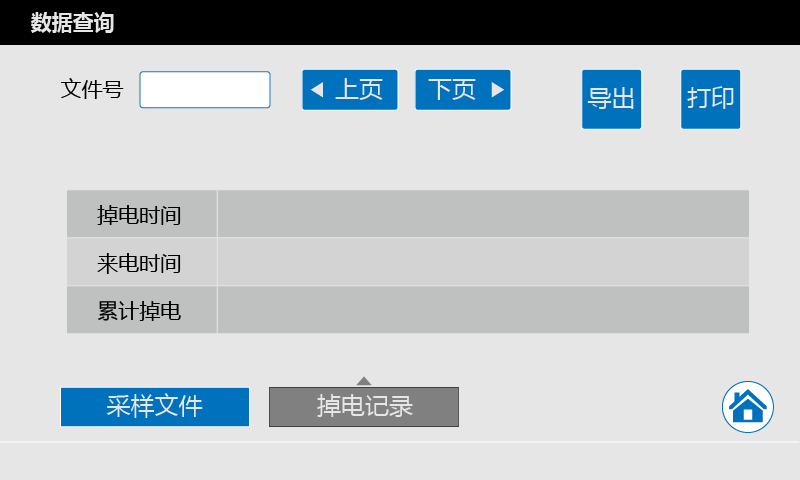 数据查询
文件号
上页
下页
导出
打印
掉电时间
来电时间
累计掉电
采样文件
掉电记录